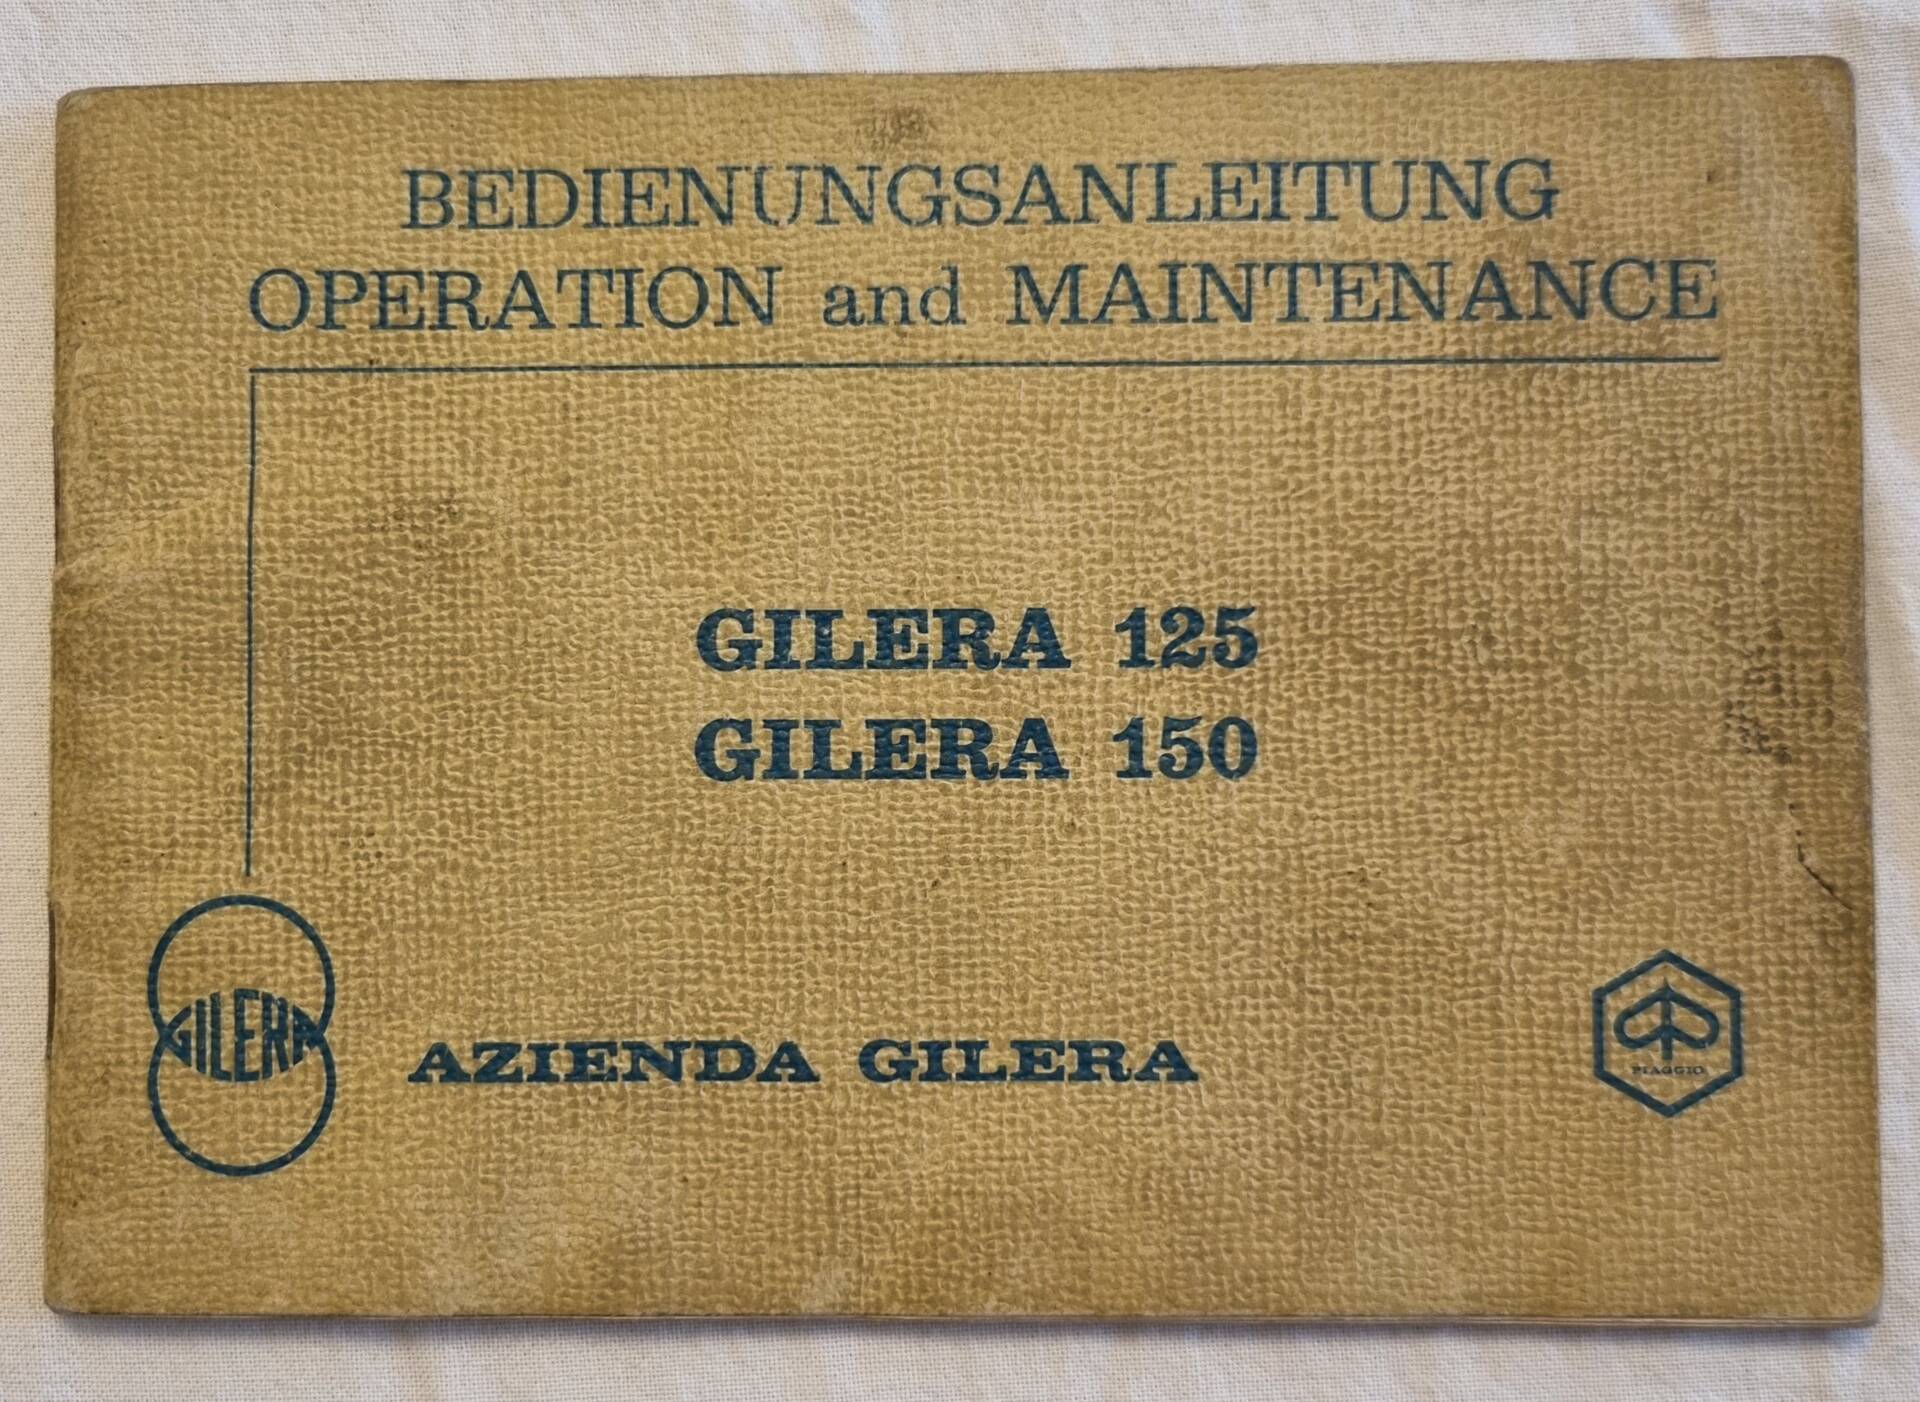 BEDIENUNGSANLEITUNG
OPERATION and MAINTENANCE
GILERA 125
GILERA 150
GILERA
AZIENDA GILERA
PIAGGIO